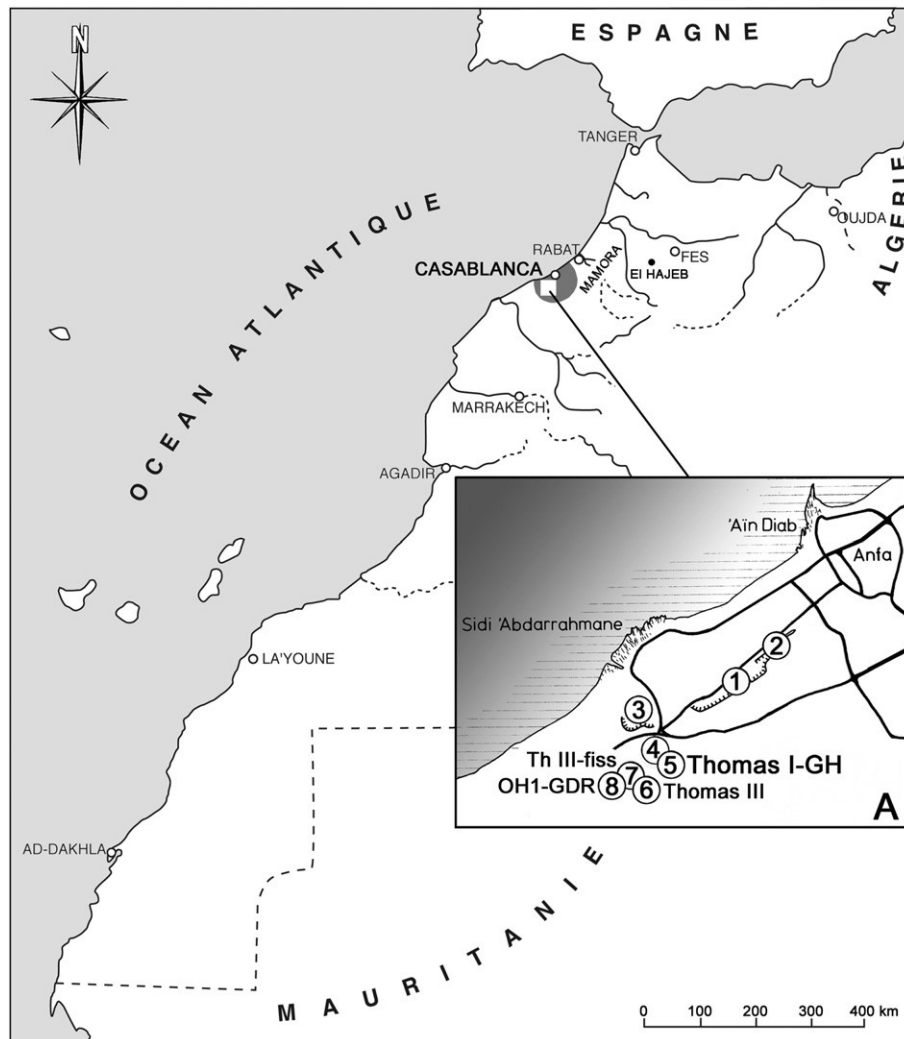 N
ESPAGNE
TANGER
ALGERIE
OUJDA
OCEAN ATLANTIQUE
RABAT
MAMORA
FES
CASABLANCA
El HAJEB
MARRAKECH
AGADIR
'Aïn Diab
Anfa
Sidi 'Abdarrahmane
2
1
3
4
Th III-fiss
5 Thomas I-GH
7
OH1-GDR 8
6 Thomas III
A
LA'YOUNE
AD-DAKHLA
MAURITANIE
0 100 200 300 400 km